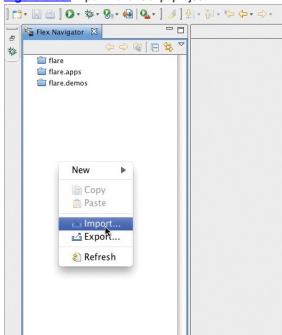 Flex Navigator
flare
flare.apps
flare.demos
New
Copy
Paste
Import...
Export...
Refresh